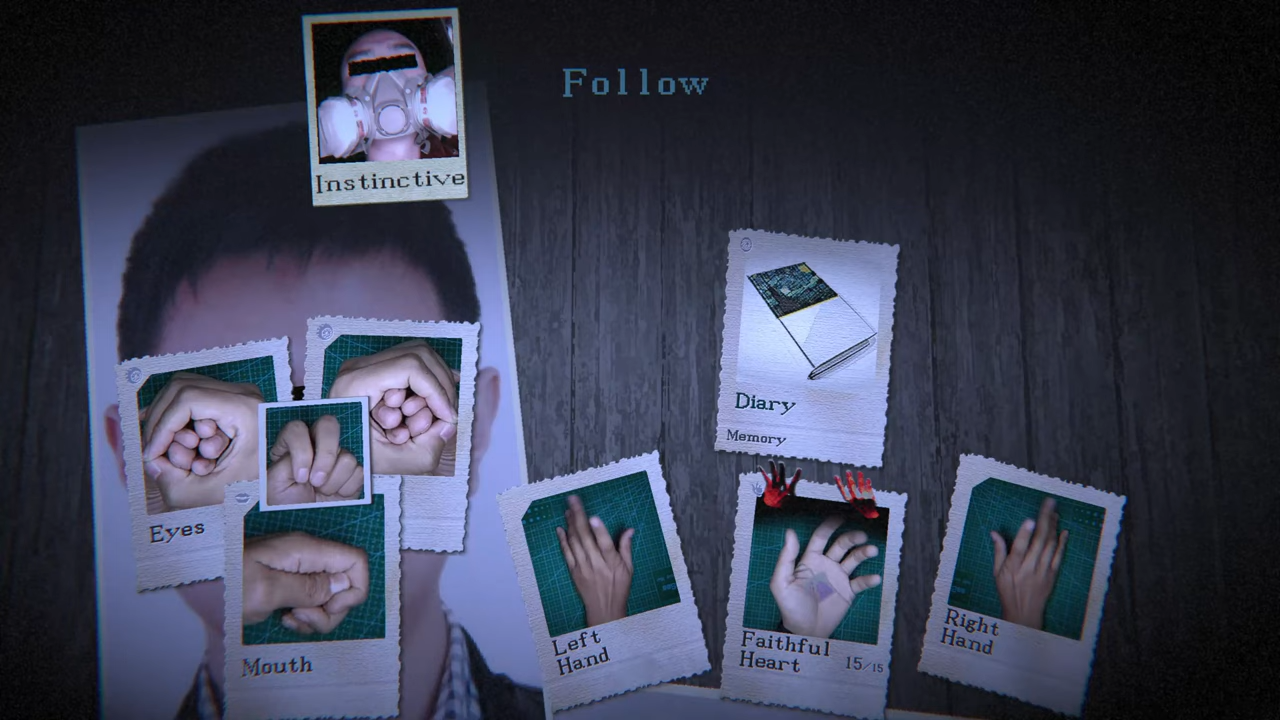 Follow
Instinctive
Diary
Memory
Eyes
Mouth
Left
Hand
Faithful
Heart
15/15
Right
Hand